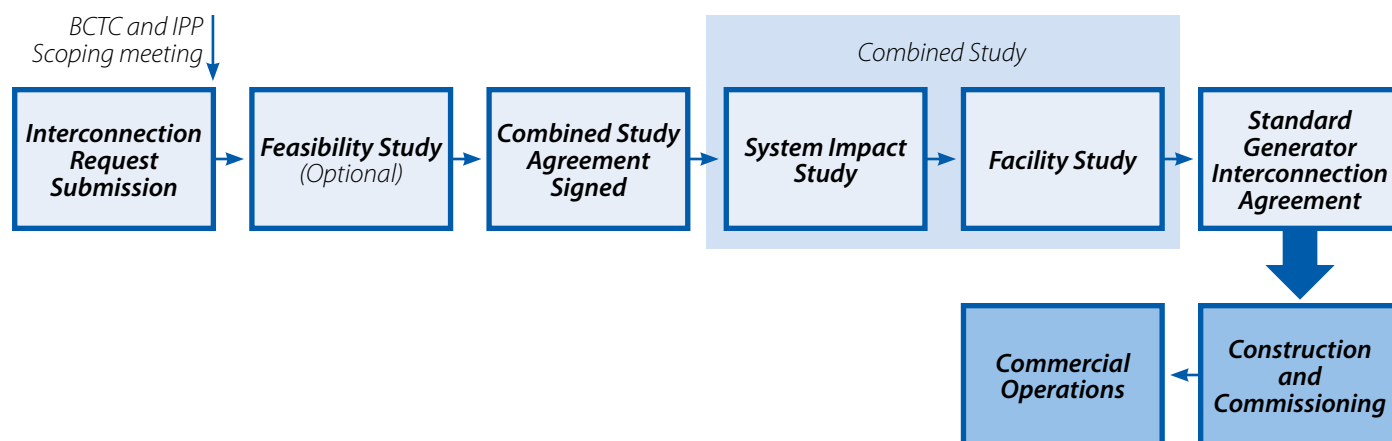 BCTC and IPP
Scoping meeting
Combined Study
Interconnection
Request
Submission
Feasibility Study
(Optional)
Combined Study
Agreement
Signed
System Impact
Study
Facility Study
Standard
Generator
Interconnection
Agreement
Commercial
Operations
Construction
and
Commissioning